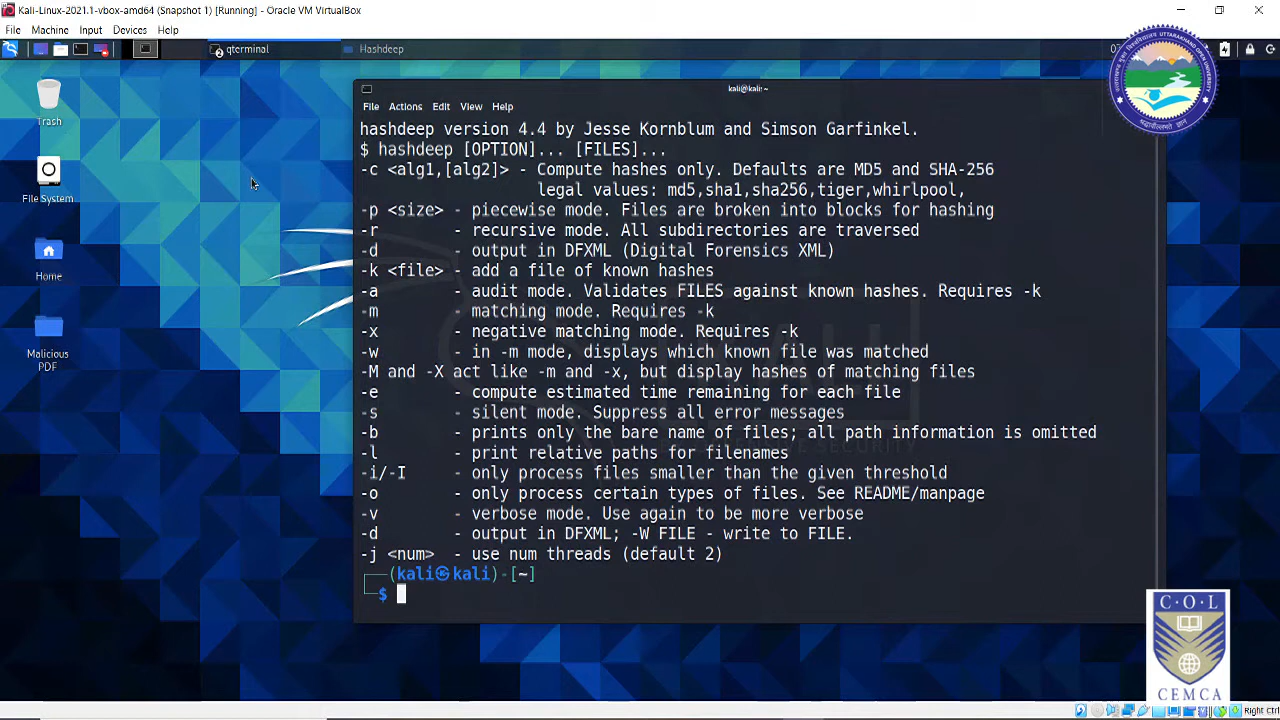 Kali-Linux-2021.1-vbox-amd64 (Snapshot 1) [Running] - Oracle VM VirtualBox
File Machine Input Devices Help
qterminal
Hashdeep
Trash
File System
Home
Malicious
PDF
kali@kali: ~
File Actions Edit View Help
hashdeep version 4.4 by Jesse Kornblum and Simson Garfinkel.
$ hashdeep [OPTION]... [FILES]...
-c <alg1,[alg2]> - Compute hashes only. Defaults are MD5 and SHA-256
legal values: md5,sha1,sha256,tiger,whirlpool,
-p <size> - piecewise mode. Files are broken into blocks for hashing
-r - recursive mode. All subdirectories are traversed
-d - output in DFXML (Digital Forensics XML)
-k <file> - add a file of known hashes
-a - audit mode. Validates FILES against known hashes. Requires -k
-m - matching mode. Requires -k
-x - negative matching mode. Requires -k
-w - in -m mode, displays which known file was matched
-M and -X act like -m and -x, but display hashes of matching files
-e - compute estimated time remaining for each file
-s - silent mode. Suppress all error messages
-b - prints only the bare name of files; all path information is omitted
-l - print relative paths for filenames
-i/-I - only process files smaller than the given threshold
-o - only process certain types of files. See README/manpage
-v - verbose mode. Use again to be more verbose
-d - output in DFXML; -W FILE - write to FILE.
-j <num> - use num threads (default 2)
(kali㉿kali)-[~]
$
UTTARAKHAND OPEN UNIVERSITY
C·O·L
CEMCA
Right Ctrl